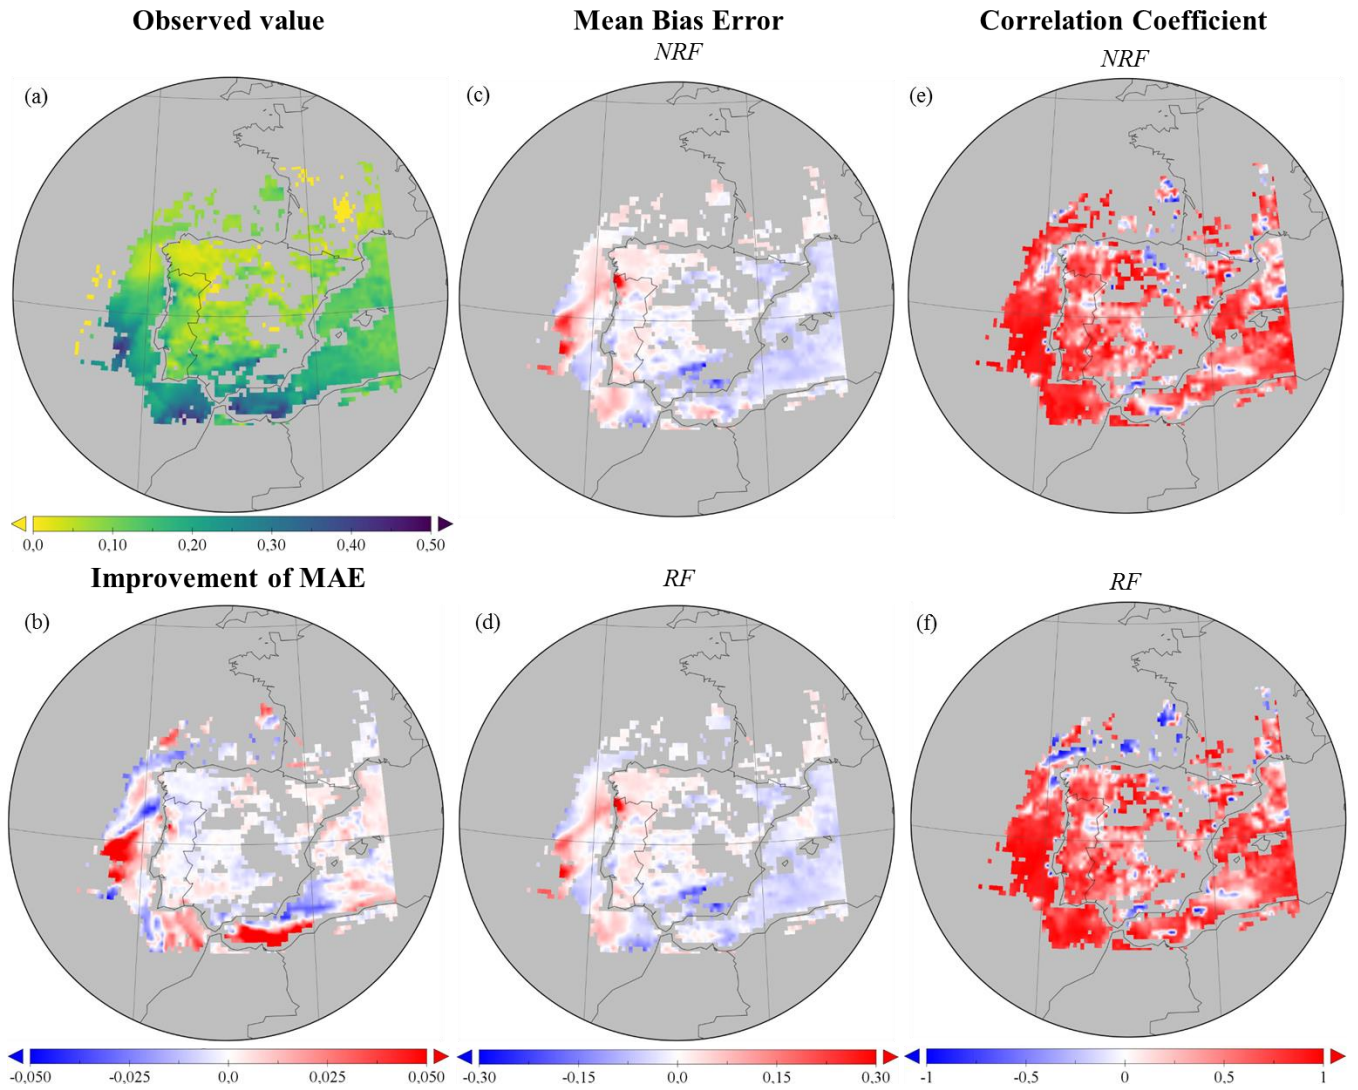 Observed value
Mean Bias Error
Correlation Coefficient
NRF
NRF
(a)
(c)
(e)
0,0
0,10
0,20
0,30
0,40
0,50
Improvement of MAE
RF
RF
(b)
(d)
(f)
-0,050
-0,025
0,0
0,025
0,050
-0.30
-0,15
0.0
0.15
0.30
-1
-0,5
0
0.5
1